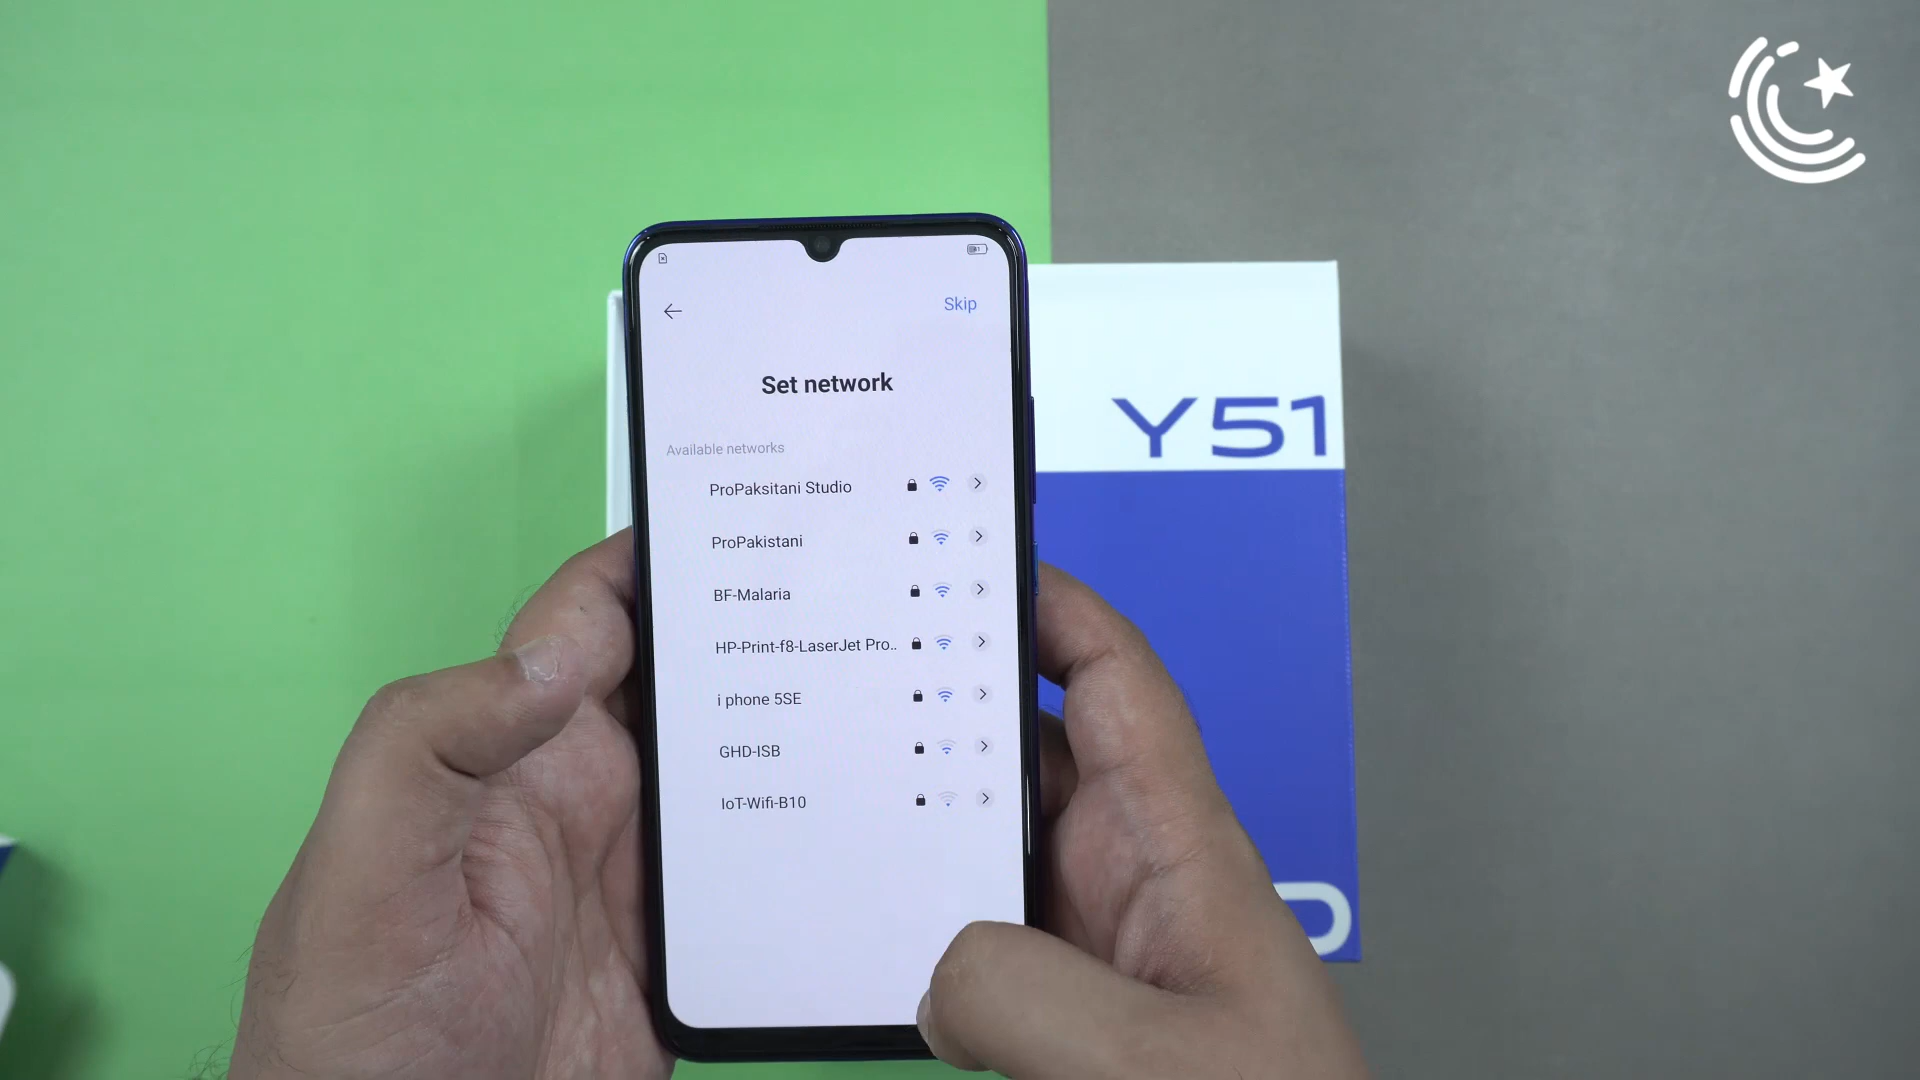 Skip
Set network
Available networks
ProPaksitani Studio
ProPakistani
BF-Malaria
HP-Print-f8-LaserJet Pro..
i phone 5SE
GHD-ISB
IoT-Wifi-B10
Y51